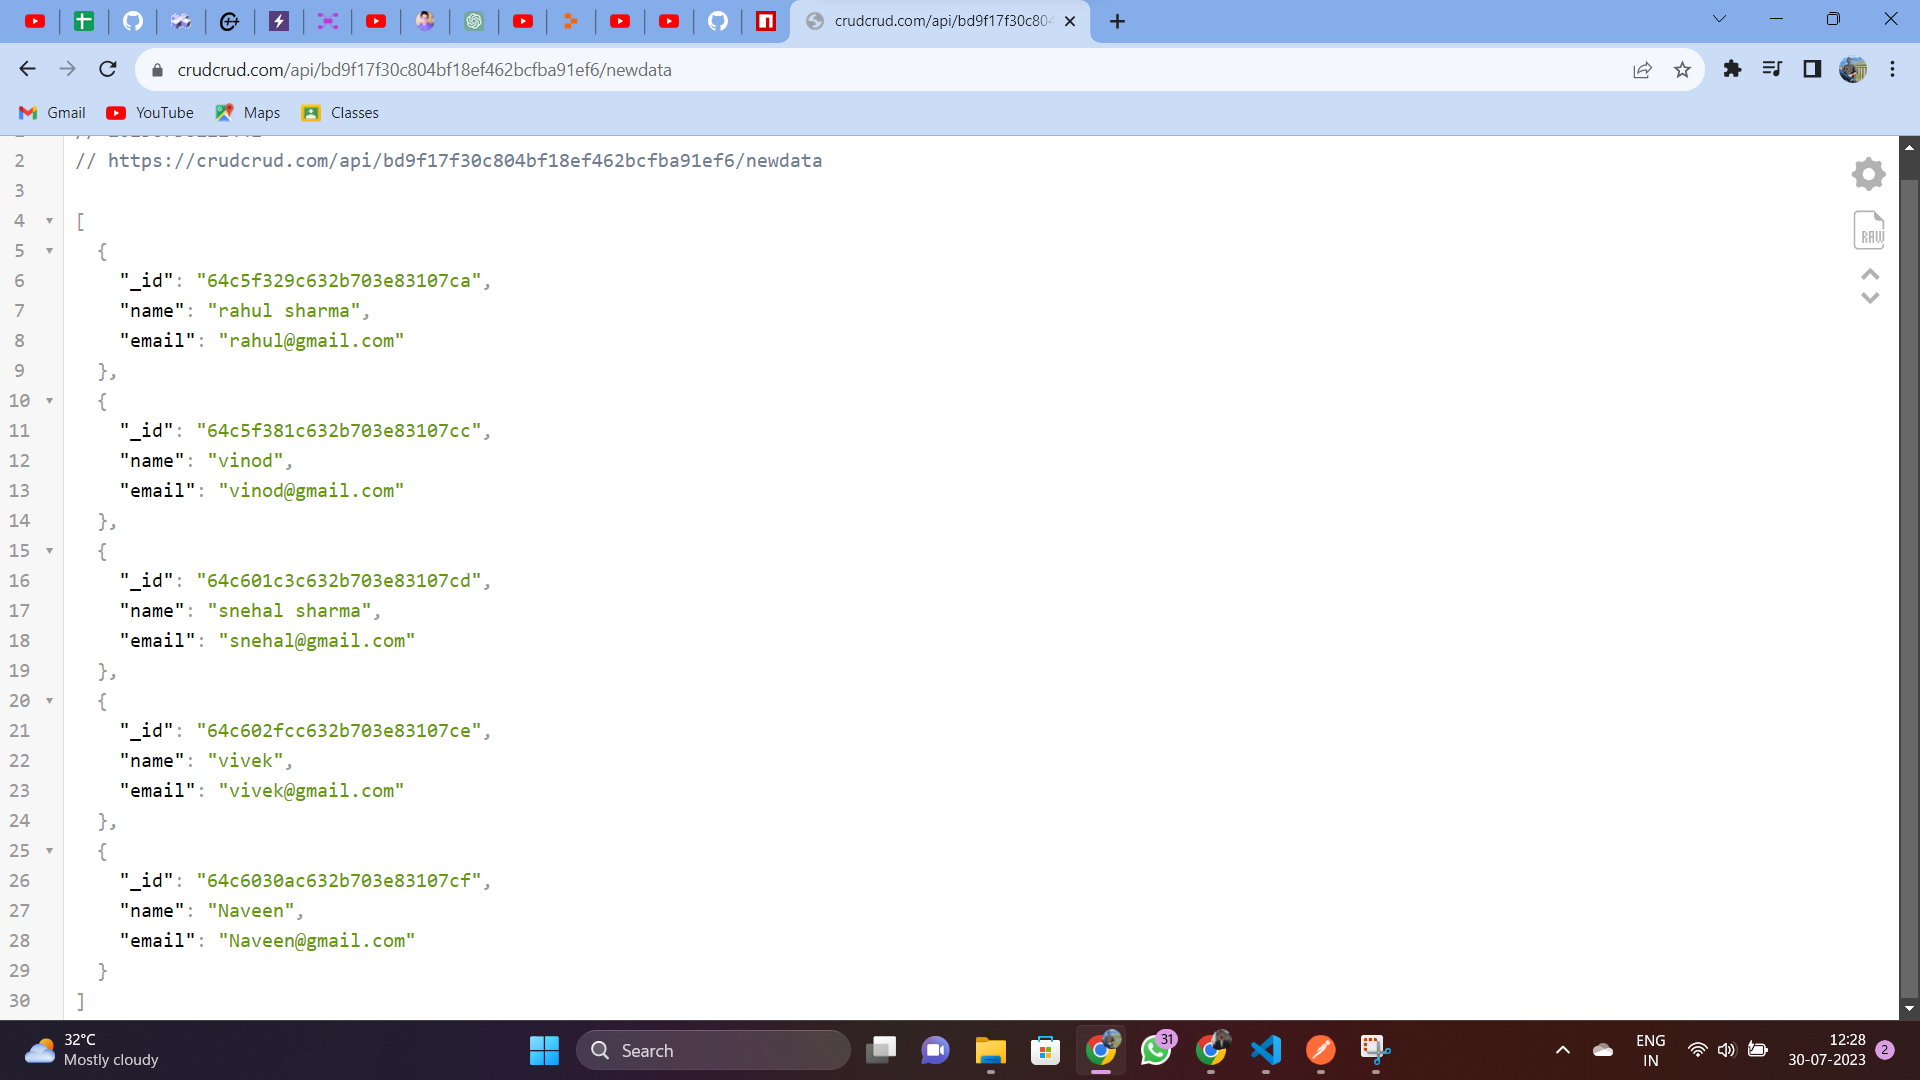 crudcrud.com/api/bd9f17f30c804
crudcrud.com/api/bd9f17f30c804bf18ef462bcfba91ef6/newdata
Gmail YouTube Maps Classes
2 // https://crudcrud.com/api/bd9f17f30c804bf18ef462bcfba91ef6/newdata
3
4 [
5 {
6 "_id": "64c5f329c632b703e83107ca",
7 "name": "rahul sharma",
8 "email": "rahul@gmail.com"
9 },
10 {
11 "_id": "64c5f381c632b703e83107cc",
12 "name": "vinod",
13 "email": "vinod@gmail.com"
14 },
15 {
16 "_id": "64c601c3c632b703e83107cd",
17 "name": "snehal sharma",
18 "email": "snehal@gmail.com"
19 },
20 {
21 "_id": "64c602fcc632b703e83107ce",
22 "name": "vivek",
23 "email": "vivek@gmail.com"
24 },
25 {
26 "_id": "64c6030ac632b703e83107cf",
27 "name": "Naveen",
28 "email": "Naveen@gmail.com"
29 }
30 ]
RAW
32°C
Mostly cloudy
Search
31
ENG
IN
12:28
30-07-2023
2